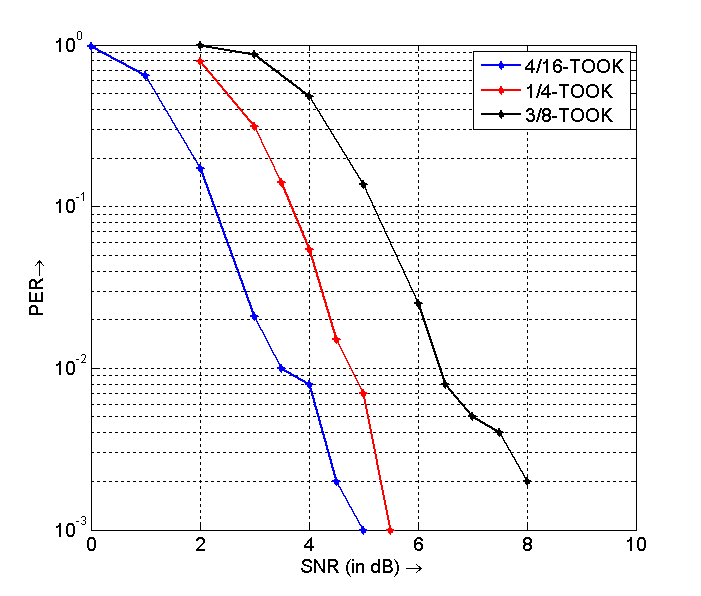 10^0
10^-1
10^-2
10^-3
PER→
4/16-TOOK
1/4-TOOK
3/8-TOOK
0 2 4 6 8 10
SNR (in dB) →